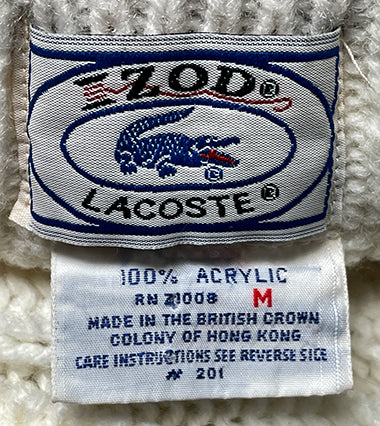 IZOD®
®
LACOSTE®
100% ACRYLIC
RN 21008 M
MADE IN THE BRITISH CROWN
COLONY OF HONG KONG
CARE INSTRUCTIONS SEE REVERSE SICE
# 201